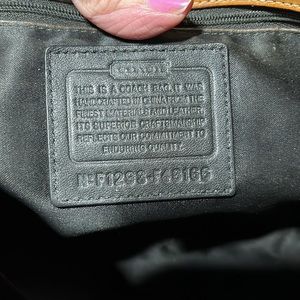 THIS IS A COACH BAG. IT WAS
HANDCRAFTED IN CHINA FROM THE
FINEST MATERIALS AND LEATHER.
ITS SUPERIOR CRAFTSMANSHIP
REFLECTS OUR COMMITMENT TO
ENDURING QUALITY.